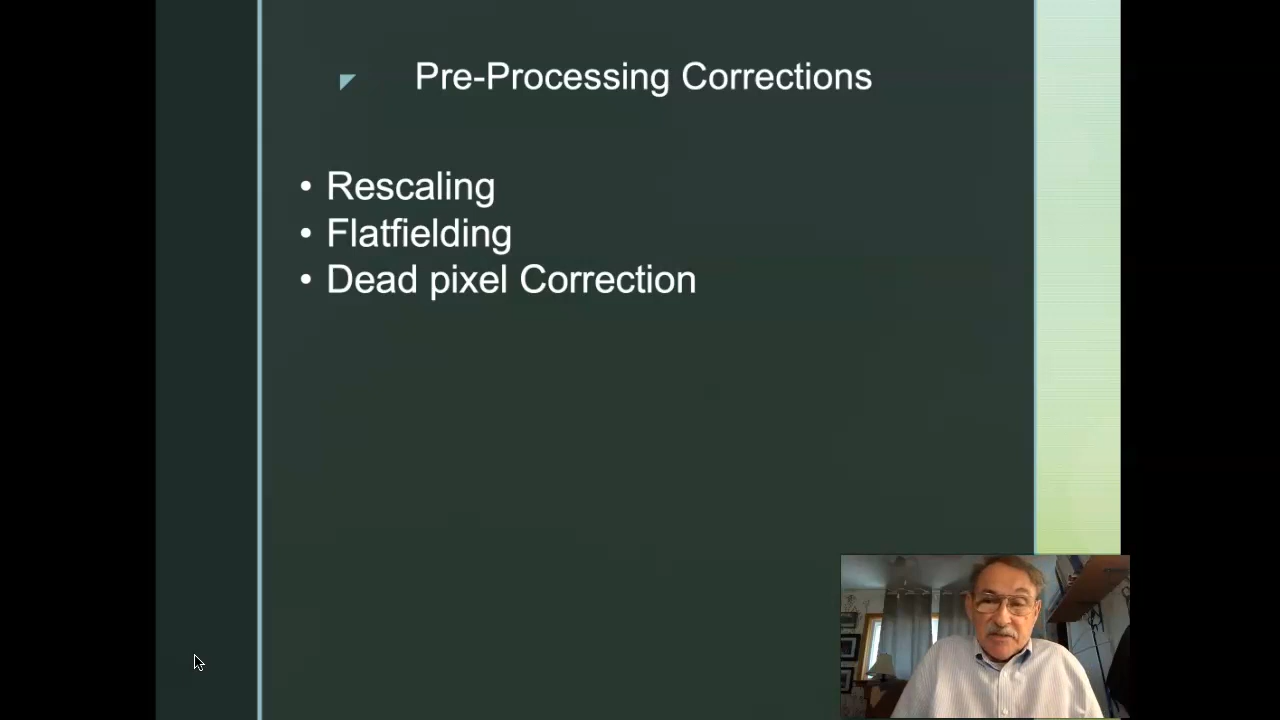 Pre-Processing Corrections
• Rescaling
• Flatfielding
• Dead pixel Correction